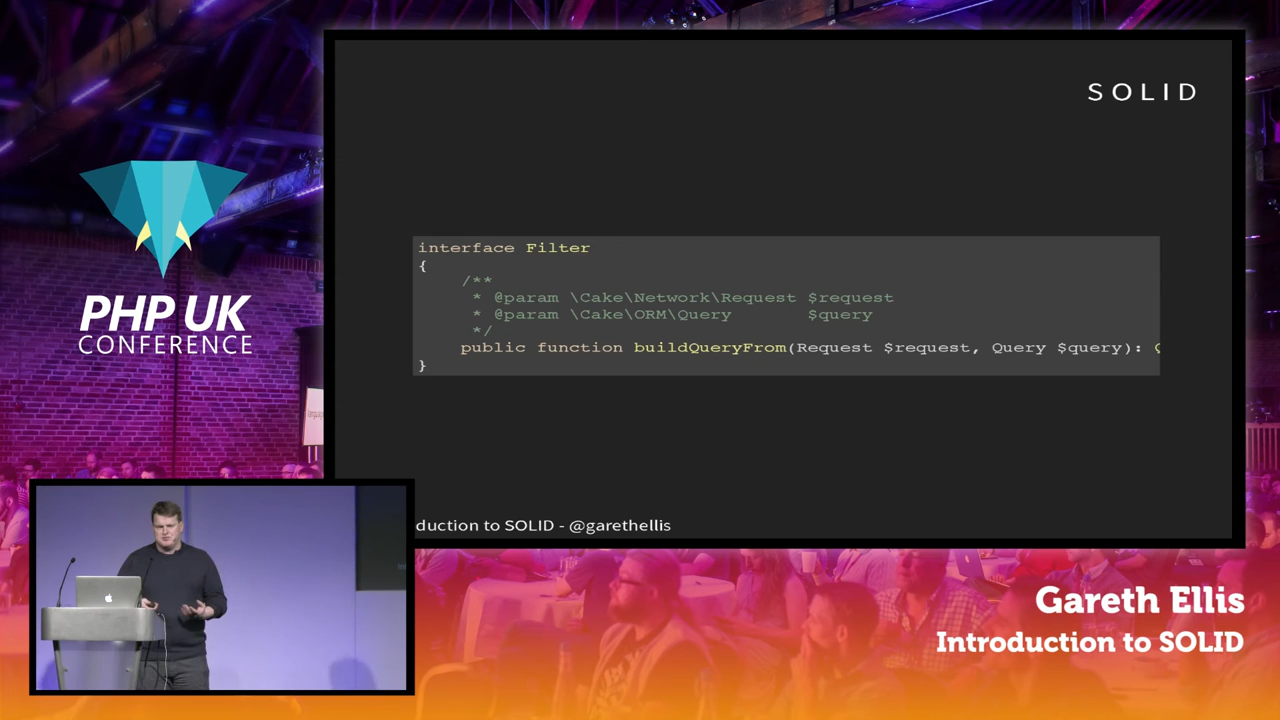 SOLID
interface Filter
{
/**
* @param \Cake\Network\Request $request
* @param \Cake\ORM\Query $query
*/
public function buildQueryFrom(Request $request, Query $query):
}
duction to SOLID - @garethellis
PHP UK
CONFERENCE
Gareth Ellis
Introduction to SOLID